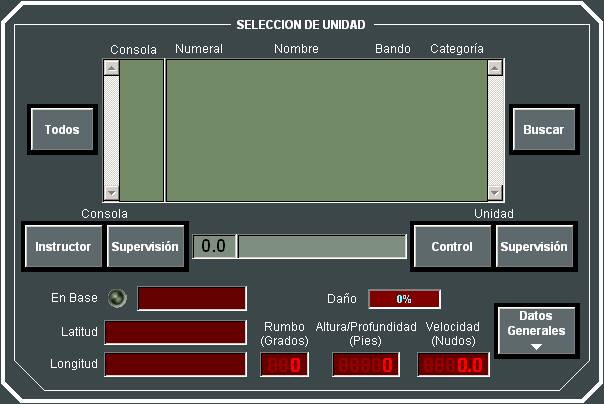 SELECCION DE UNIDAD
Consola Numeral Nombre Bando Categoría
Todos
Buscar
Consola
Unidad
Instructor Supervisión 0.0 Control Supervisión
En Base
Daño 0%
Datos
Generales
Latitud
Rumbo
(Grados)
Altura/Profundidad
(Pies)
Velocidad
(Nudos)
Longitud
0
0
0.0